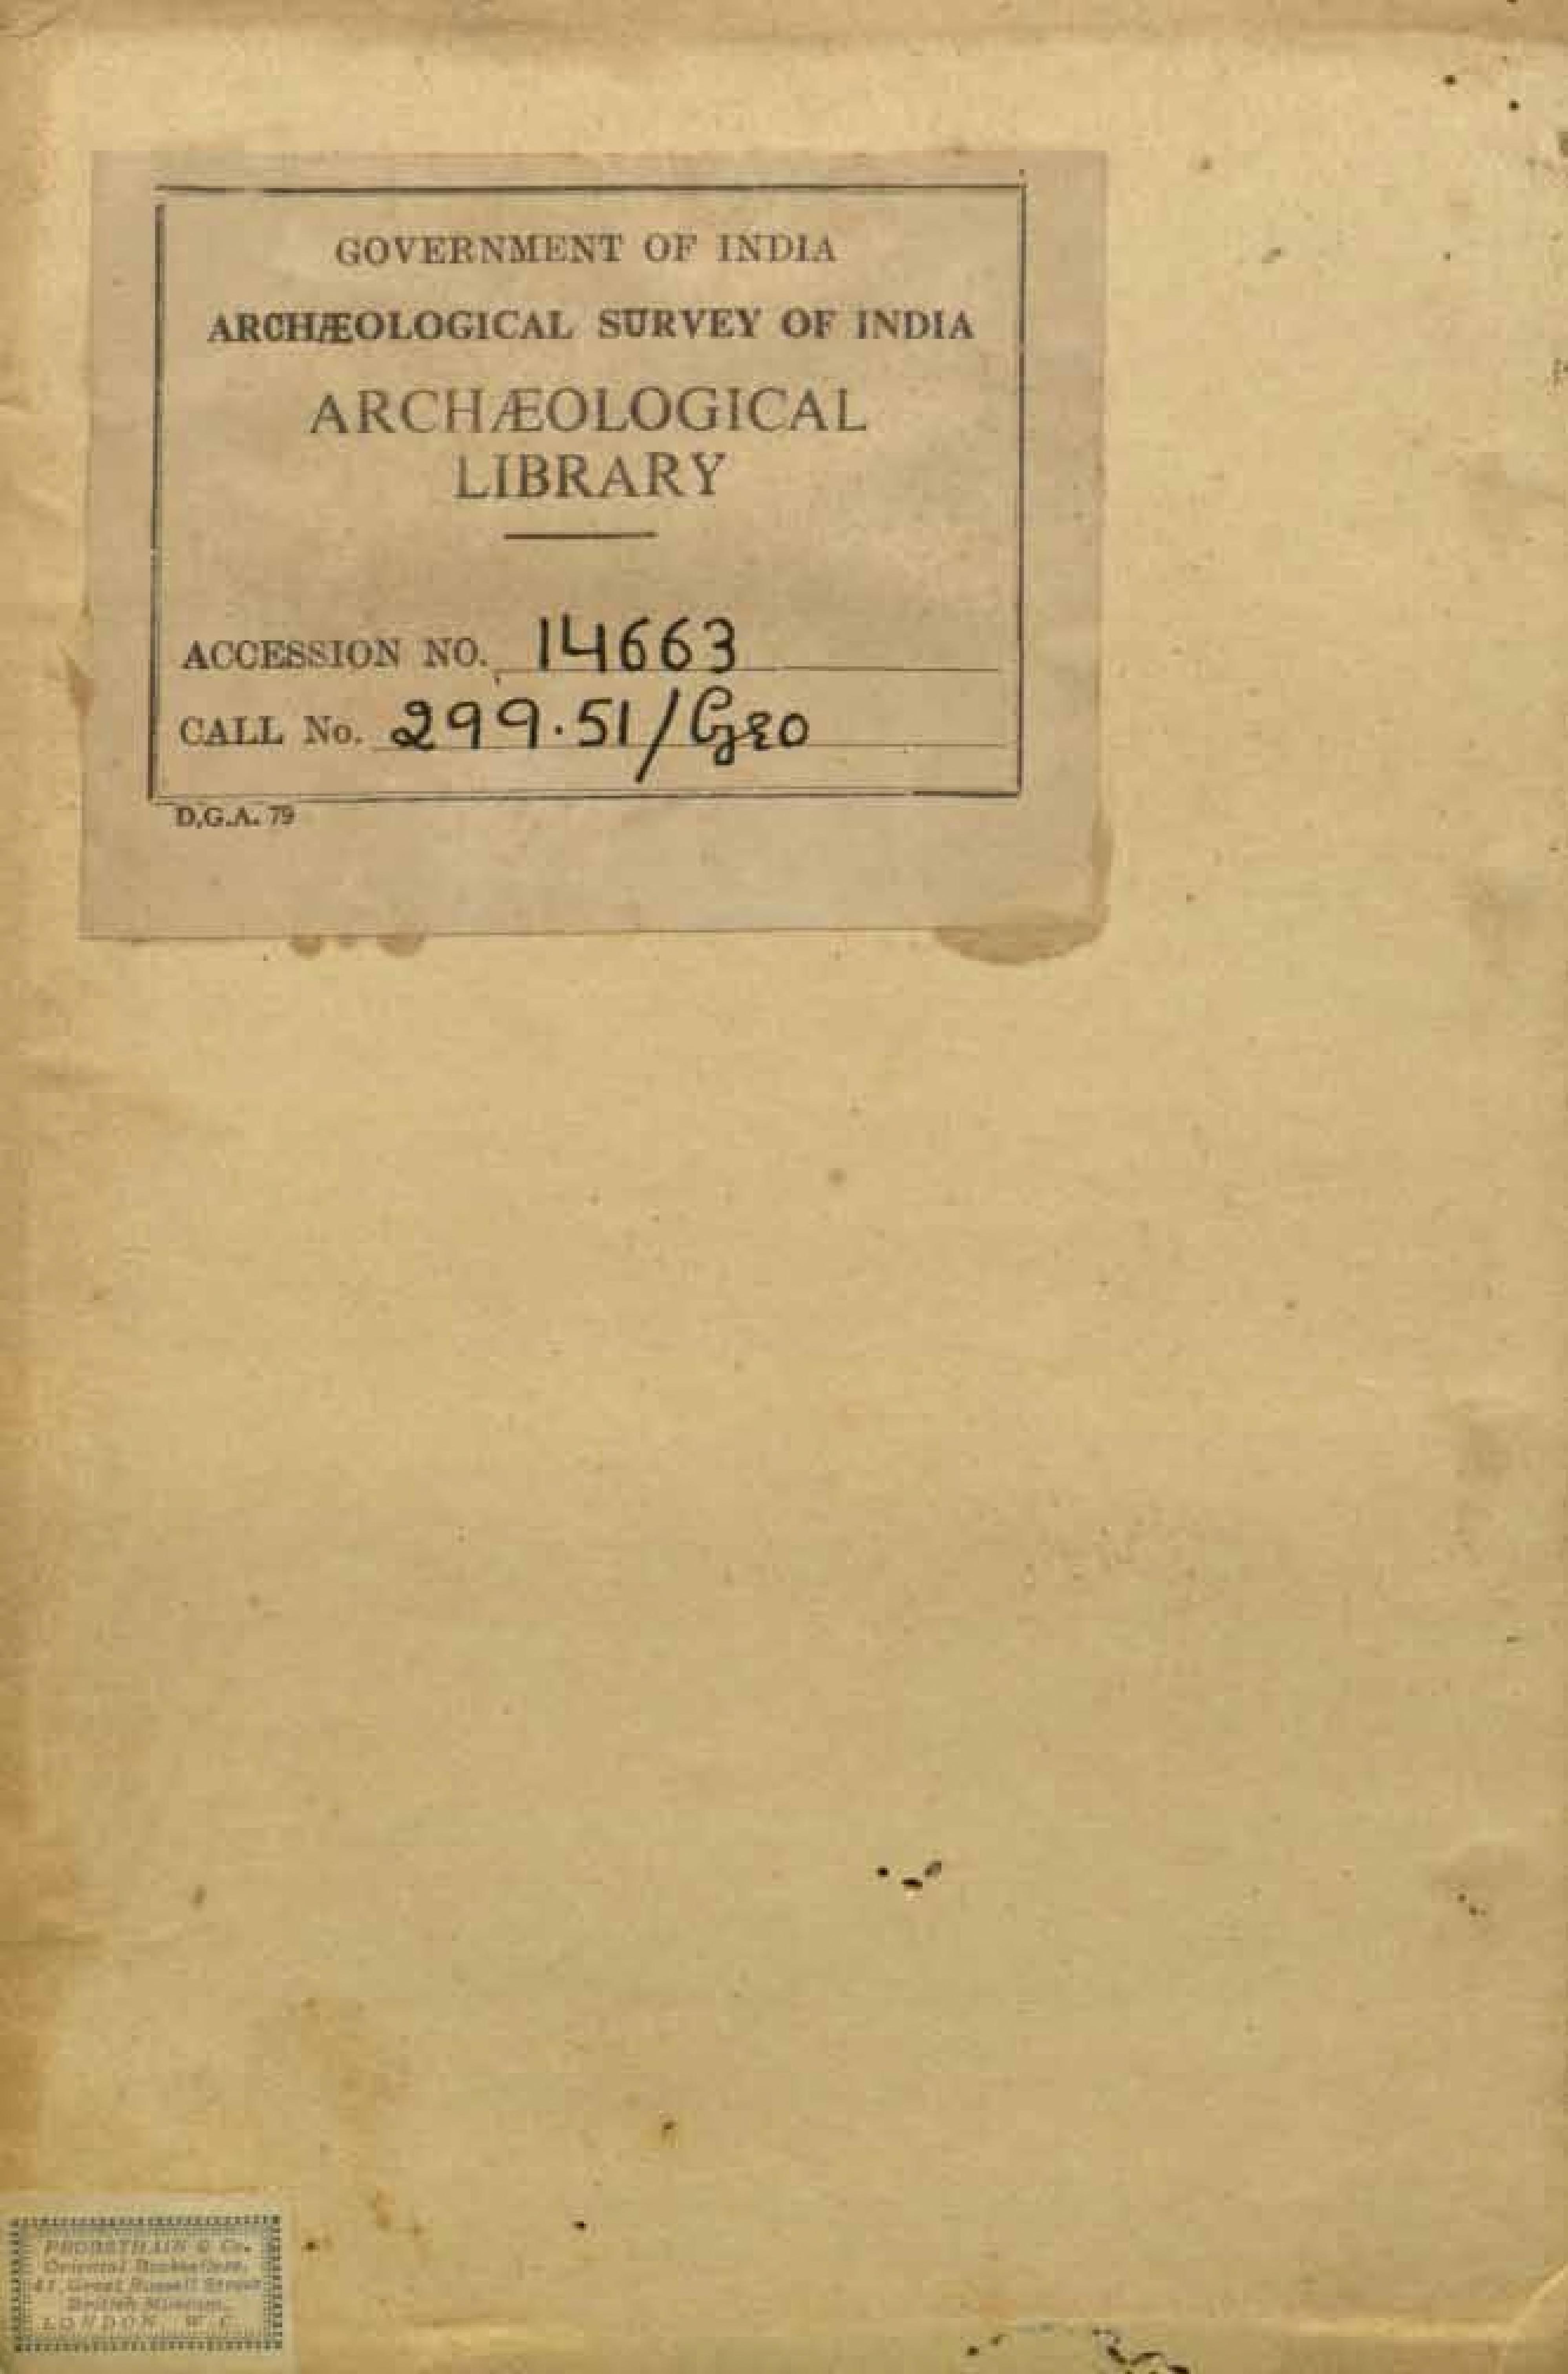 GOVERNMENT OF INDIA
ARCHÆOLOGICAL SURVEY OF INDIA
ARCHÆOLOGICAL
LIBRARY
ACCESSION NO. 14663
CALL No. 299.51/Gro
D.G.A. 79
PROBSTHAIN & Co.
Oriental Booksellers,
41, Great Russell Street
British Museum,
LONDON, W C